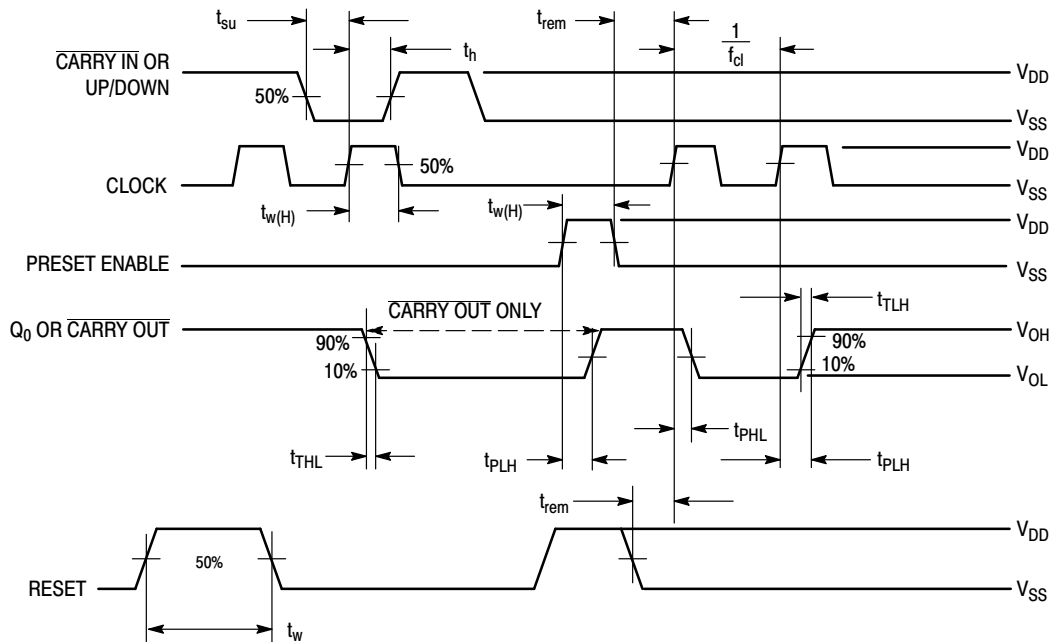 t_su
t_rem
1
f_cl
t_h
CARRY IN OR
UP/DOWN
50%
V_DD
V_SS
V_DD
CLOCK
50%
V_SS
t_w(H)
t_w(H)
V_DD
PRESET ENABLE
V_SS
t_TLH
CARRY OUT ONLY
Q_0 OR CARRY OUT
V_OH
90%
90%
10%
10%
V_OL
t_PHL
t_THL
t_PLH
t_PLH
t_rem
V_DD
50%
RESET
V_SS
t_w